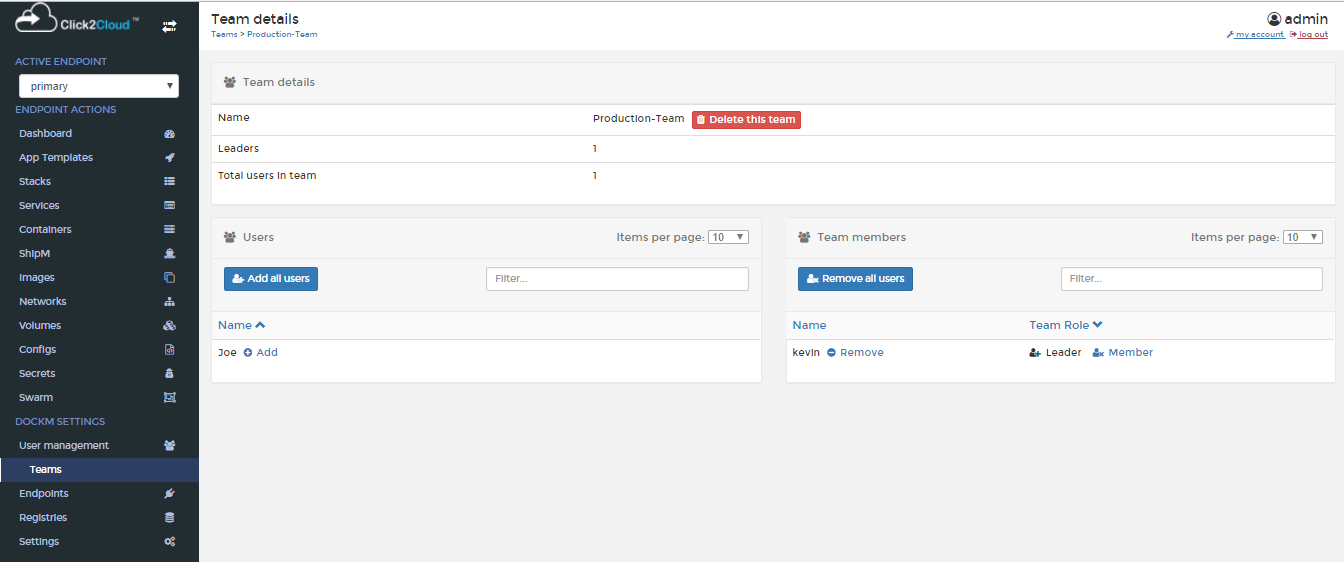 Click2Cloud™
ACTIVE ENDPOINT
primary
ENDPOINT ACTIONS
Dashboard
App Templates
Stacks
Services
Containers
ShipM
Images
Networks
Volumes
Configs
Secrets
Swarm
DOCKM SETTINGS
User management
Teams
Endpoints
Registries
Settings
Team details
Teams > Production-Team
admin
my account log out
Team details
Name Production-Team Delete this team
Leaders 1
Total users in team 1
Users Items per page: 10
Add all users Filter...
Name
Joe Add
Team members Items per page: 10
Remove all users Filter...
Name Team Role
kevin Remove Leader Member